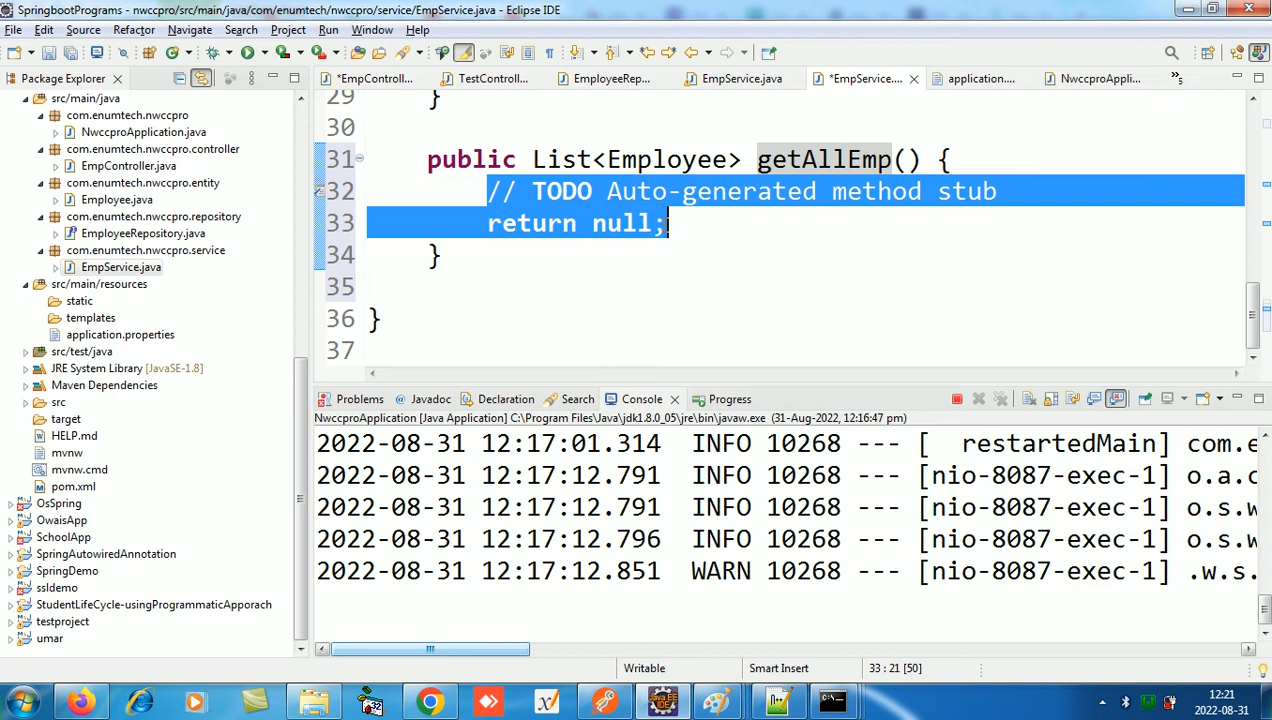 SpringbootPrograms - nwccpro/src/main/java/com/enumtech/nwccpro/service/EmpService.java - Eclipse IDE
File Edit Source Refactor Navigate Search Project Run Window Help
Package Explorer
*EmpControll... TestControll... EmployeeRep... EmpService.java *EmpService.... application.... NwccproAppli... »5
src/main/java
com.enumtech.nwccpro
NwccproApplication.java
com.enumtech.nwccpro.controller
EmpController.java
com.enumtech.nwccpro.entity
Employee.java
com.enumtech.nwccpro.repository
EmployeeRepository.java
com.enumtech.nwccpro.service
EmpService.java
src/main/resources
static
templates
application.properties
src/test/java
JRE System Library [JavaSE-1.8]
Maven Dependencies
src
target
HELP.md
mvnw
mvnw.cmd
pom.xml
OsSpring
OwaisApp
SchoolApp
SpringAutowiredAnnotation
SpringDemo
ssldemo
StudentLifeCycle-usingProgrammaticApporach
testproject
umar
29 }
30
31 public List<Employee> getAllEmp() {
32 // TODO Auto-generated method stub
33 return null;
34 }
35
36 }
37
Problems Javadoc Declaration Search Console Progress
NwccproApplication [Java Application] C:\Program Files\Java\jdk1.8.0_05\jre\bin\javaw.exe (31-Aug-2022, 12:16:47 pm)
2022-08-31 12:17:01.314 INFO 10268 --- [ restartedMain] com.e
2022-08-31 12:17:12.791 INFO 10268 --- [nio-8087-exec-1] o.a.c
2022-08-31 12:17:12.791 INFO 10268 --- [nio-8087-exec-1] o.s.w
2022-08-31 12:17:12.796 INFO 10268 --- [nio-8087-exec-1] o.s.w
2022-08-31 12:17:12.851 WARN 10268 --- [nio-8087-exec-1] .w.s.
Writable Smart Insert 33 : 21 [50]
12:21
2022-08-31